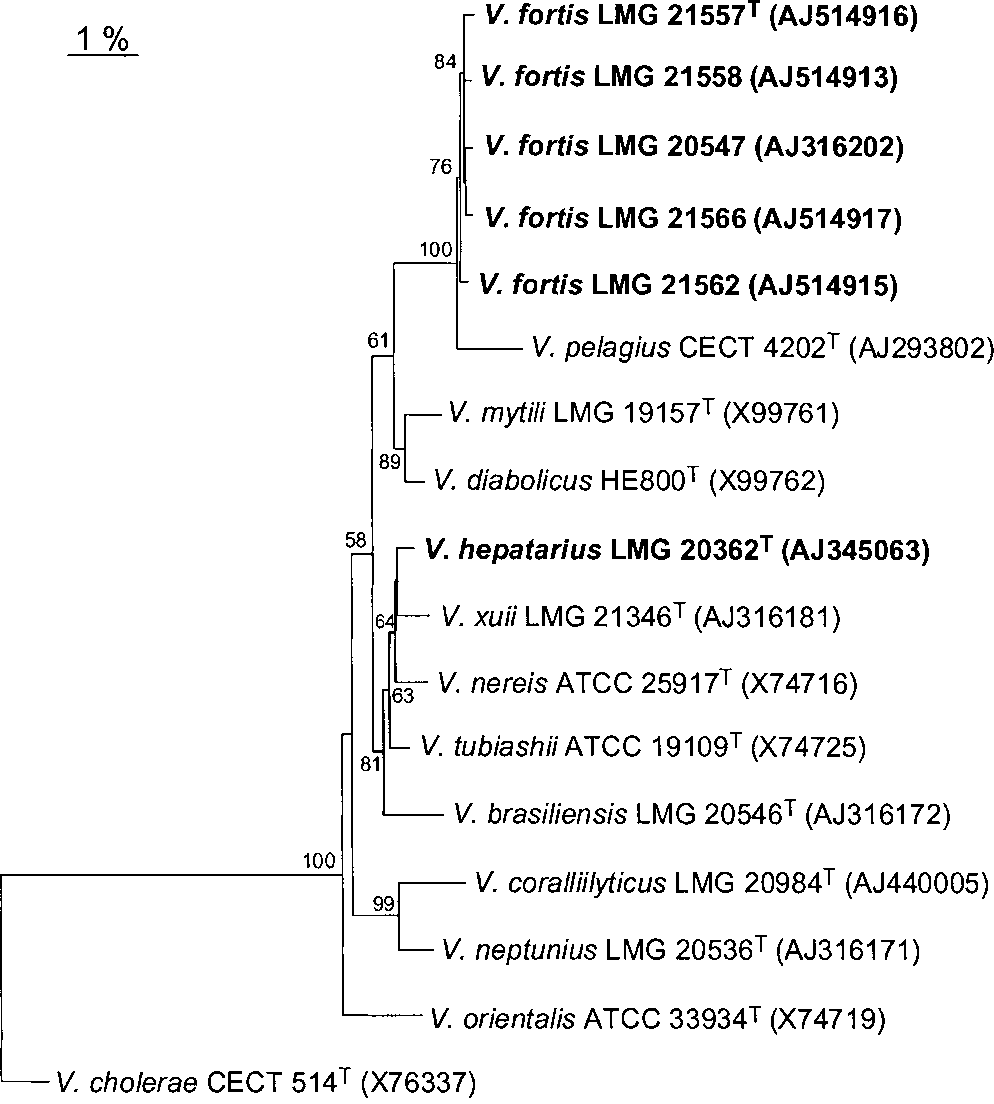 1 %
V. fortis LMG 21557ᵀ (AJ514916)
84
V. fortis LMG 21558 (AJ514913)
V. fortis LMG 20547 (AJ316202)
76
V. fortis LMG 21566 (AJ514917)
100
V. fortis LMG 21562 (AJ514915)
61
V. pelagius CECT 4202ᵀ (AJ293802)
V. mytili LMG 19157ᵀ (X99761)
89
V. diabolicus HE800ᵀ (X99762)
58
V. hepatarius LMG 20362ᵀ (AJ345063)
64
V. xuii LMG 21346ᵀ (AJ316181)
V. nereis ATCC 25917ᵀ (X74716)
63
V. tubiashii ATCC 19109ᵀ (X74725)
81
V. brasiliensis LMG 20546ᵀ (AJ316172)
100
V. coralliilyticus LMG 20984ᵀ (AJ440005)
99
V. neptunius LMG 20536ᵀ (AJ316171)
V. orientalis ATCC 33934ᵀ (X74719)
V. cholerae CECT 514ᵀ (X76337)